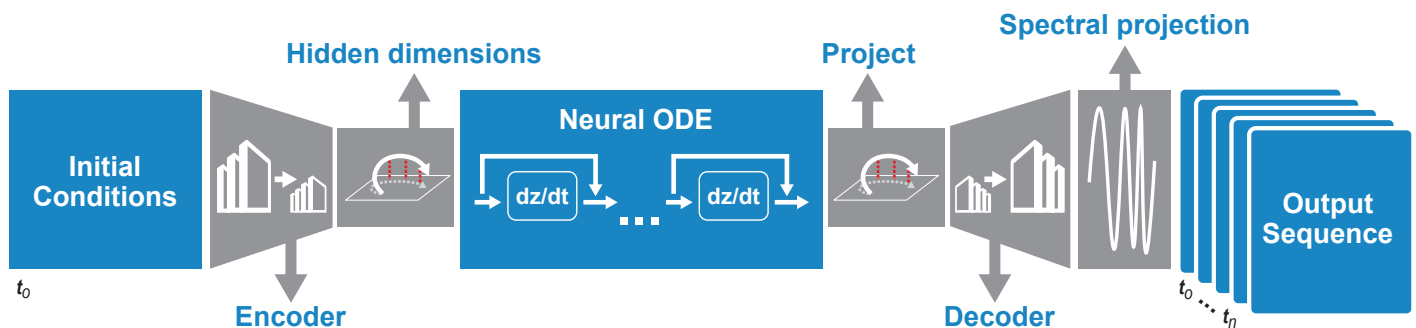 Spectral projection
Hidden dimensions
Project
Initial
Conditions
Neural ODE
dz/dt
...
dz/dt
Output
Sequence
t0
Encoder
Decoder
t0 ... tn